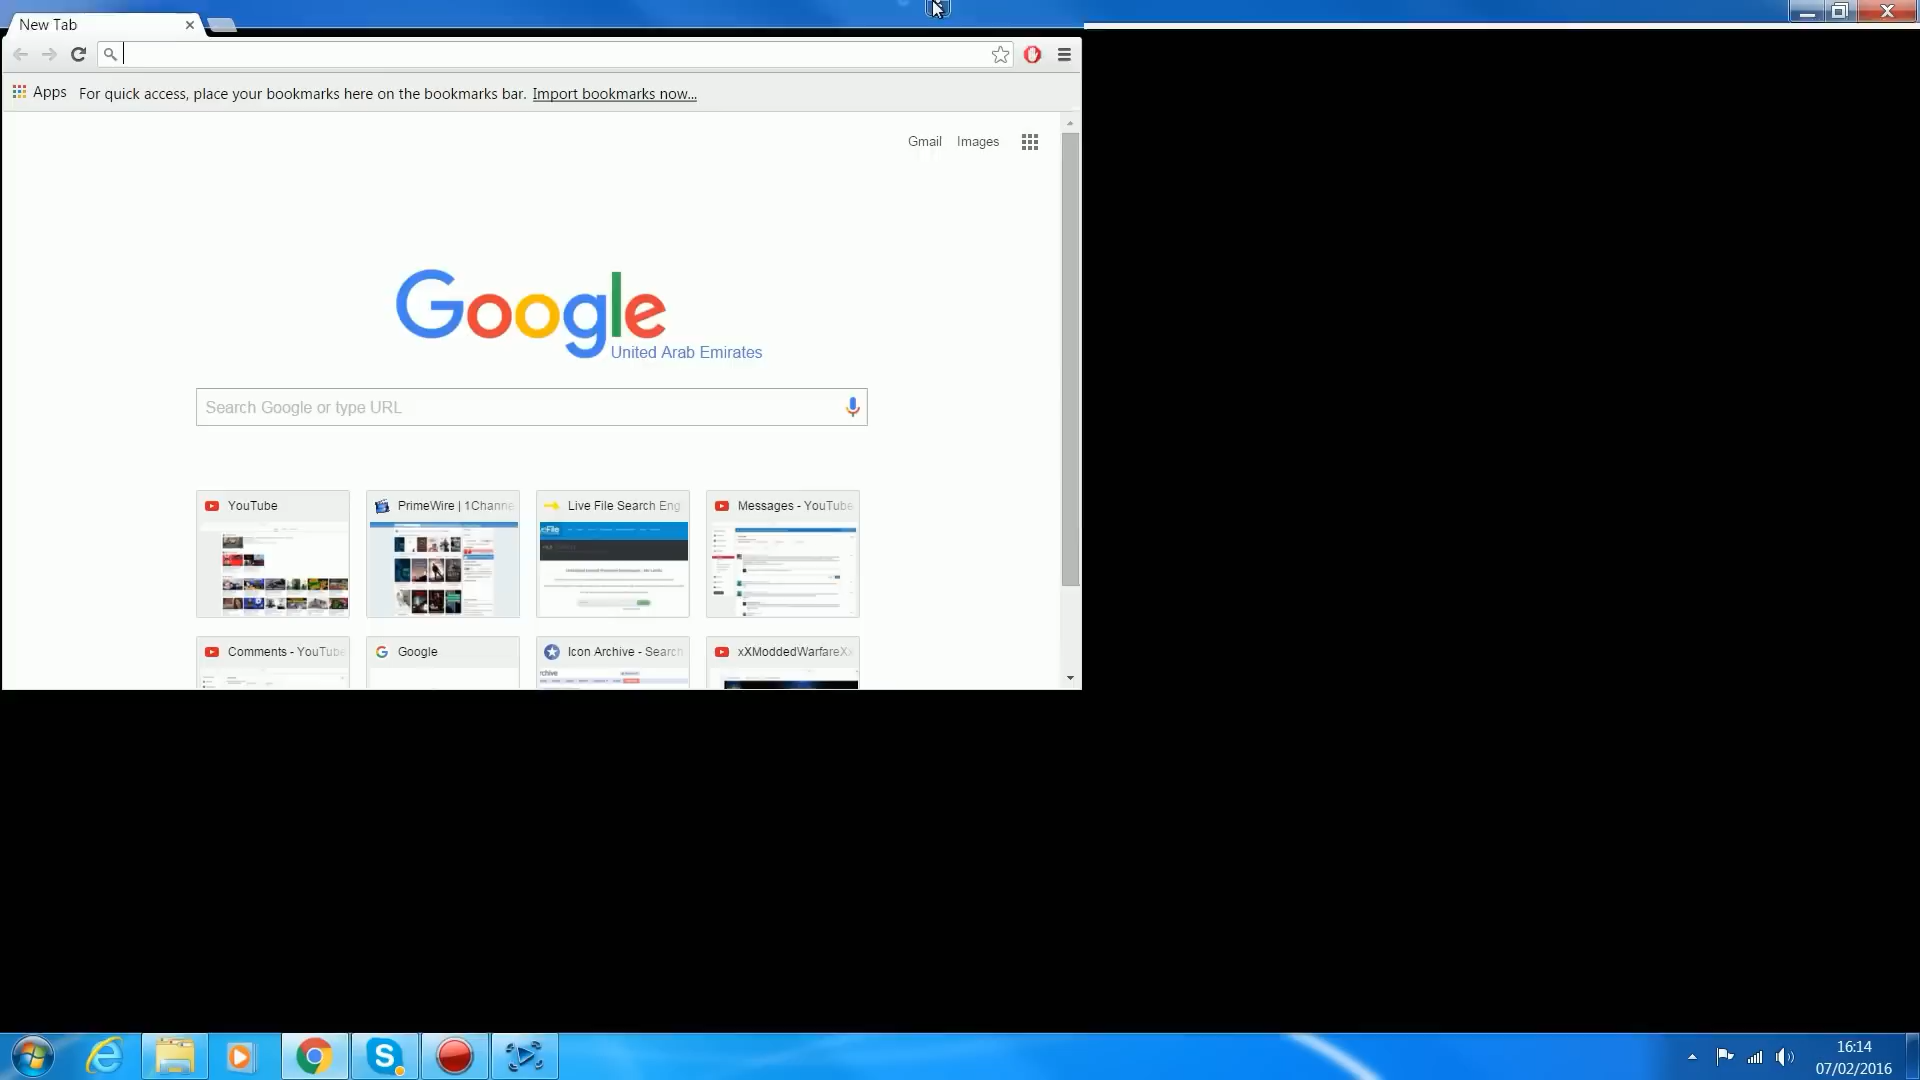 New Tab
Apps For quick access, place your bookmarks here on the bookmarks bar. Import bookmarks now...
Gmail Images
Google
United Arab Emirates
Search Google or type URL
YouTube PrimeWire | 1Channe Live File Search Eng Messages - YouTube
Comments - YouTube Google Icon Archive - Search xXModdedWarfareXx
16:14
07/02/2016